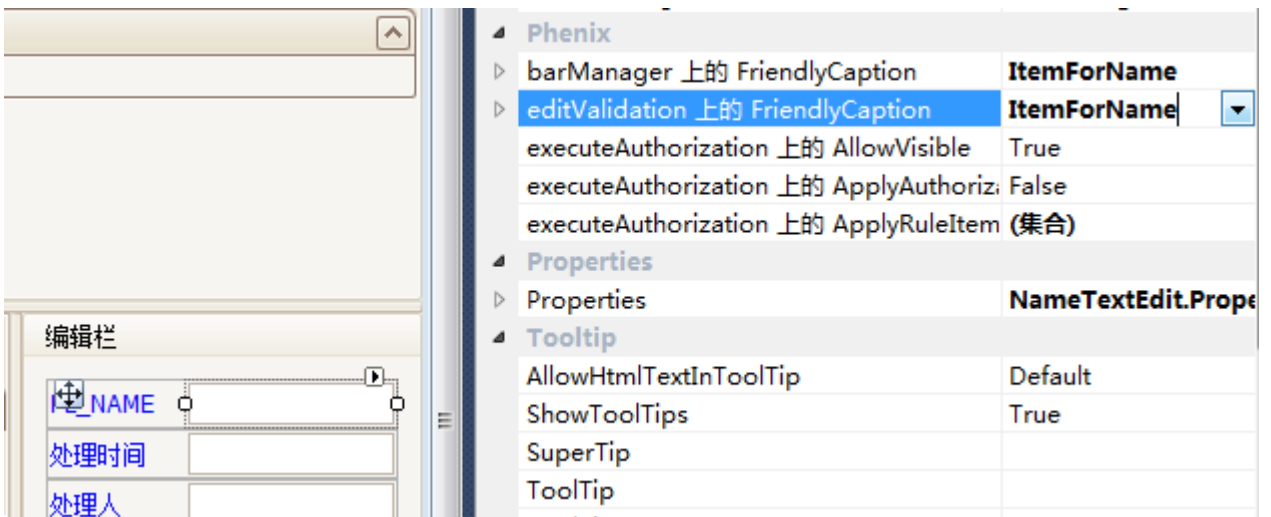 Phenix
barManager 上的 FriendlyCaption ItemForName
editValidation 上的 FriendlyCaption ItemForName
executeAuthorization 上的 AllowVisible True
executeAuthorization 上的 ApplyAuthoriz False
executeAuthorization 上的 ApplyRuleItem (集合)
Properties
Properties NameTextEdit.Prope
Tooltip
AllowHtmlTextInToolTip Default
ShowToolTips True
SuperTip
ToolTip
编辑栏
_NAME
处理时间
处理人